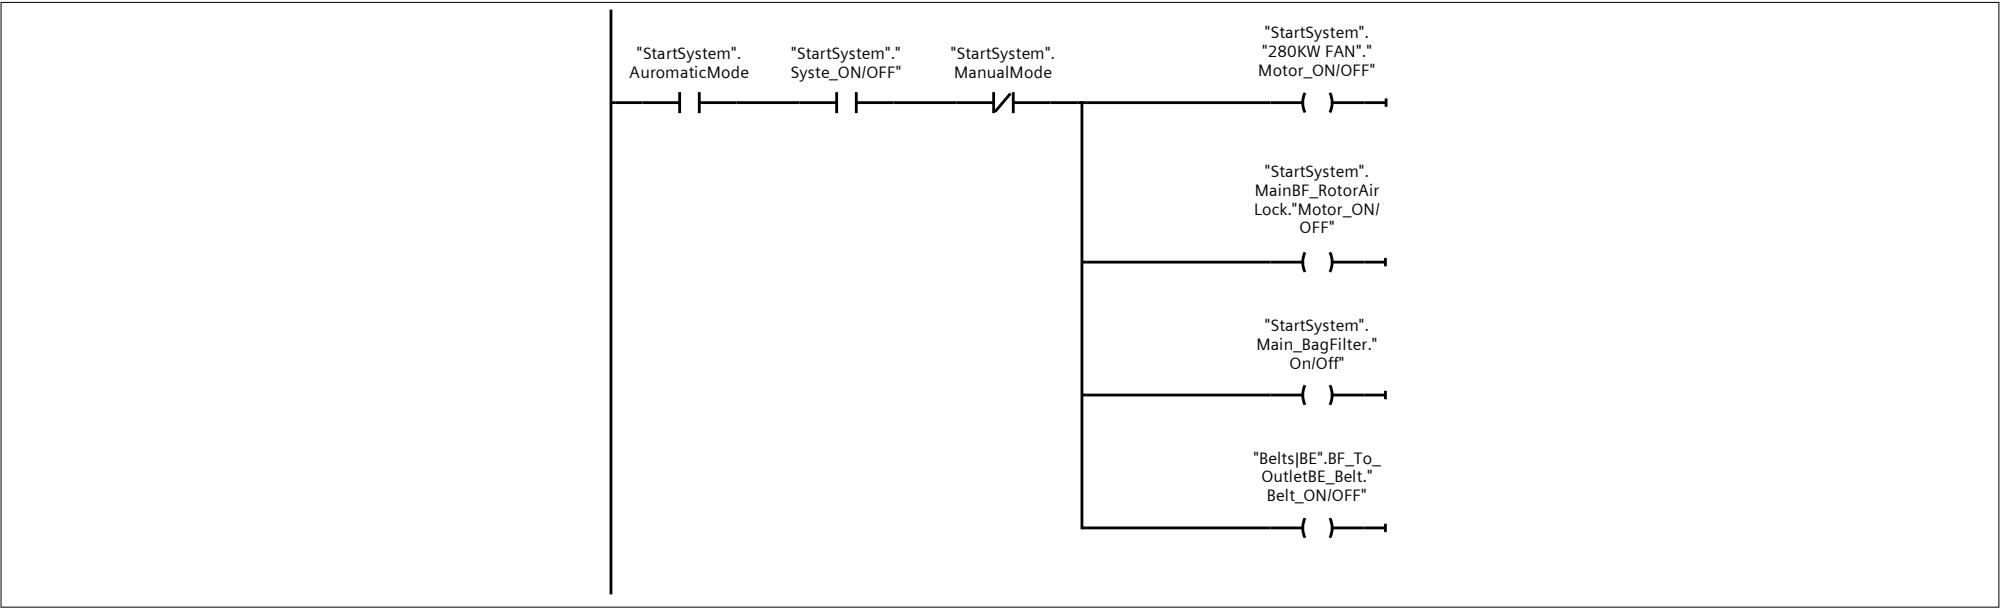 "StartSystem".
AuromaticMode
"StartSystem"."
Syste_ON/OFF"
"StartSystem".
ManualMode
"StartSystem".
"280KW FAN"."
Motor_ON/OFF"
"StartSystem".
MainBF_RotorAir
Lock."Motor_ON/
OFF"
"StartSystem".
Main_BagFilter."
On/Off"
"Belts|BE".BF_To_
OutletBE_Belt."
Belt_ON/OFF"